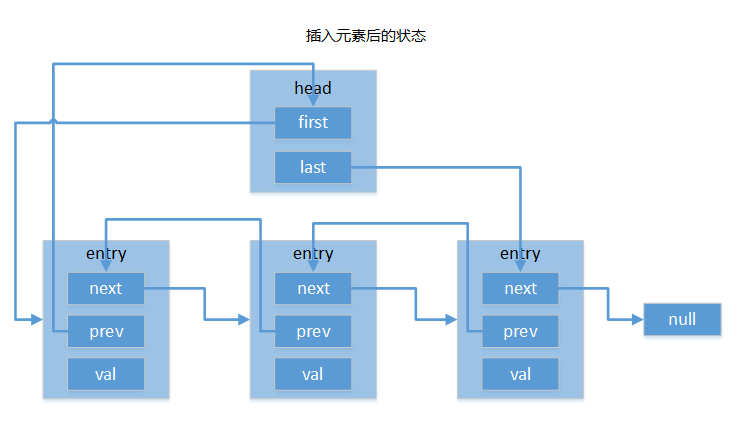 插入元素后的状态
head
first
last
entry
next
prev
val
entry
next
prev
val
entry
next
prev
val
null